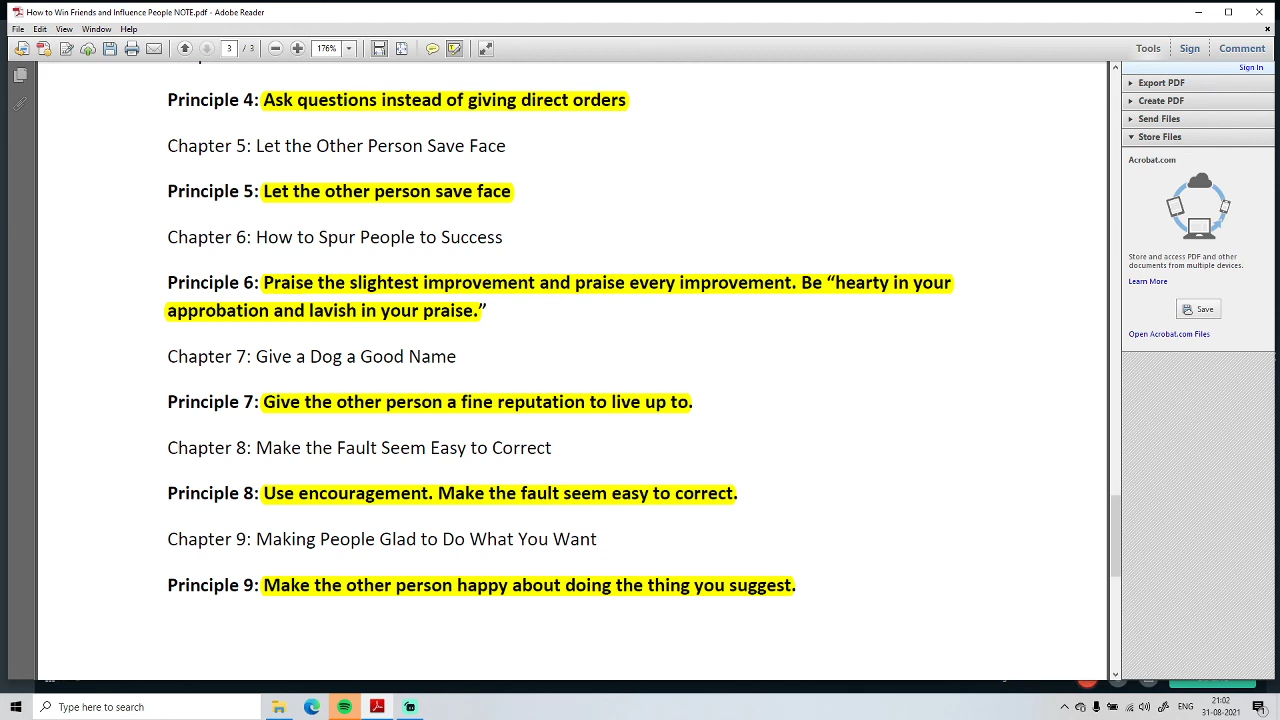 How to Win Friends and Influence People NOTE.pdf - Adobe Reader
File Edit View Window Help
3 / 3 176% Tools Sign Comment
Sign In
Export PDF
Create PDF
Send Files
Store Files
Acrobat.com
Store and access PDF and other
documents from multiple devices.
Learn More
Save
Open Acrobat.com Files
Principle 4: Ask questions instead of giving direct orders
Chapter 5: Let the Other Person Save Face
Principle 5: Let the other person save face
Chapter 6: How to Spur People to Success
Principle 6: Praise the slightest improvement and praise every improvement. Be “hearty in your
approbation and lavish in your praise.”
Chapter 7: Give a Dog a Good Name
Principle 7: Give the other person a fine reputation to live up to.
Chapter 8: Make the Fault Seem Easy to Correct
Principle 8: Use encouragement. Make the fault seem easy to correct.
Chapter 9: Making People Glad to Do What You Want
Principle 9: Make the other person happy about doing the thing you suggest.
Type here to search
ENG
21:02
31-08-2021